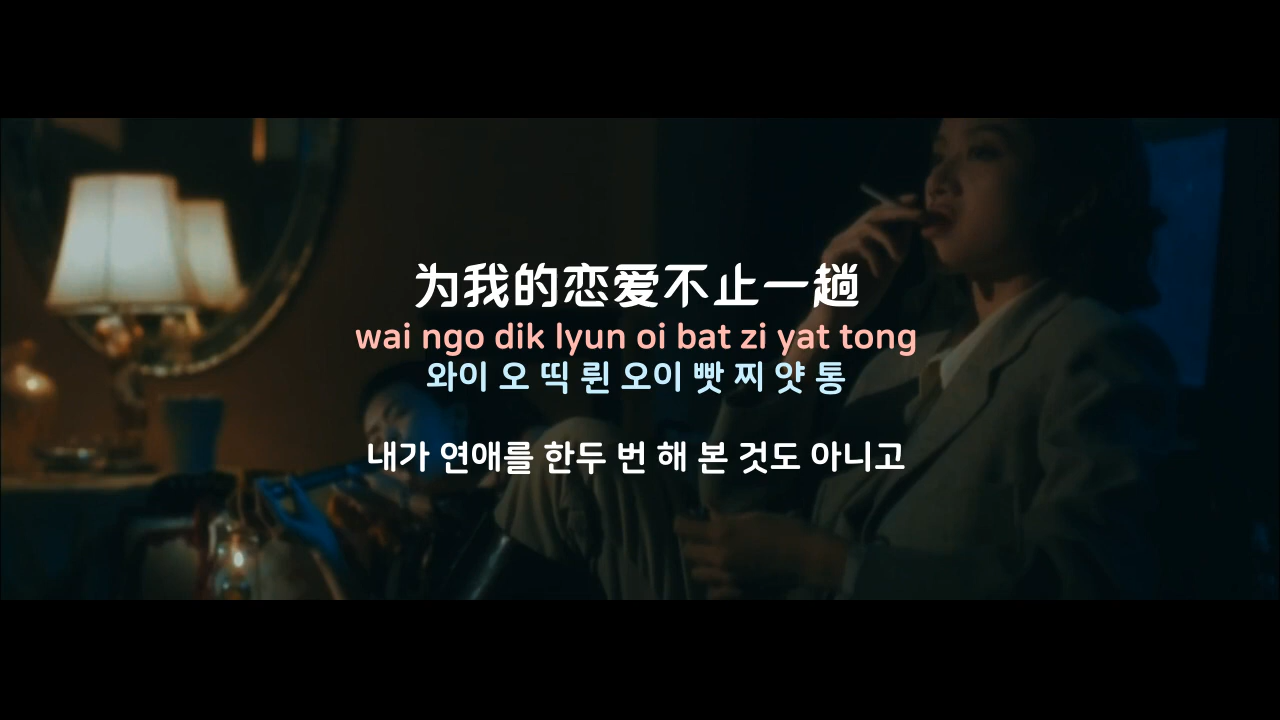 为我的恋爱不止一趟
wai ngo dik lyun oi bat zi yat tong
와이 오 띡 뤈 오이 빳 찌 얏 통
내가 연애를 한두 번 해 본 것도 아니고